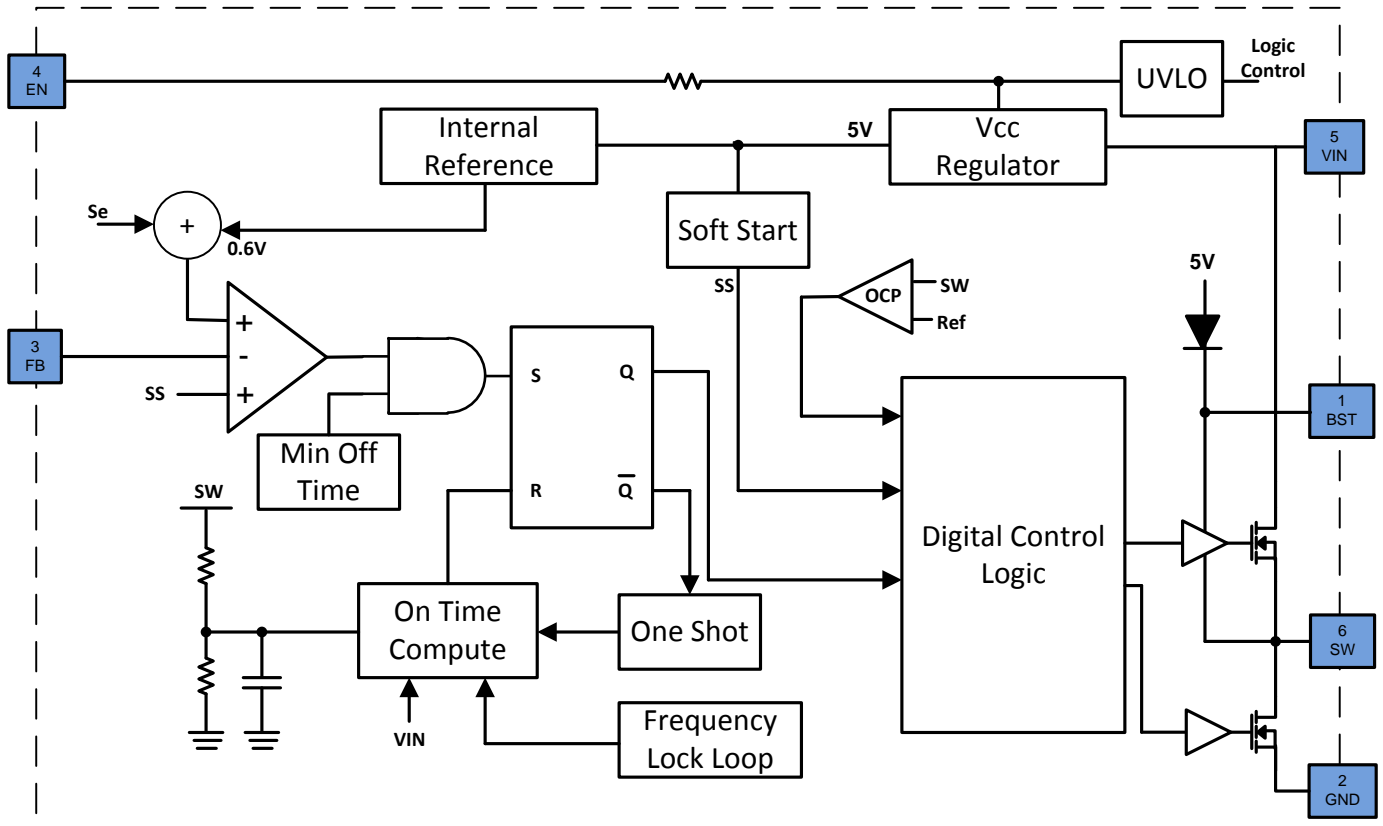 4
EN
UVLO
Logic
Control
Internal
Reference
5V
Vcc
Regulator
5
VIN
Se
+
0.6V
Soft Start
SS
OCP
SW
Ref
5V
3
FB
+
-
+
SS
S
Q
R
Q̅
Min Off
Time
1
BST
SW
Digital Control
Logic
On Time
Compute
One Shot
6
SW
VIN
Frequency
Lock Loop
2
GND